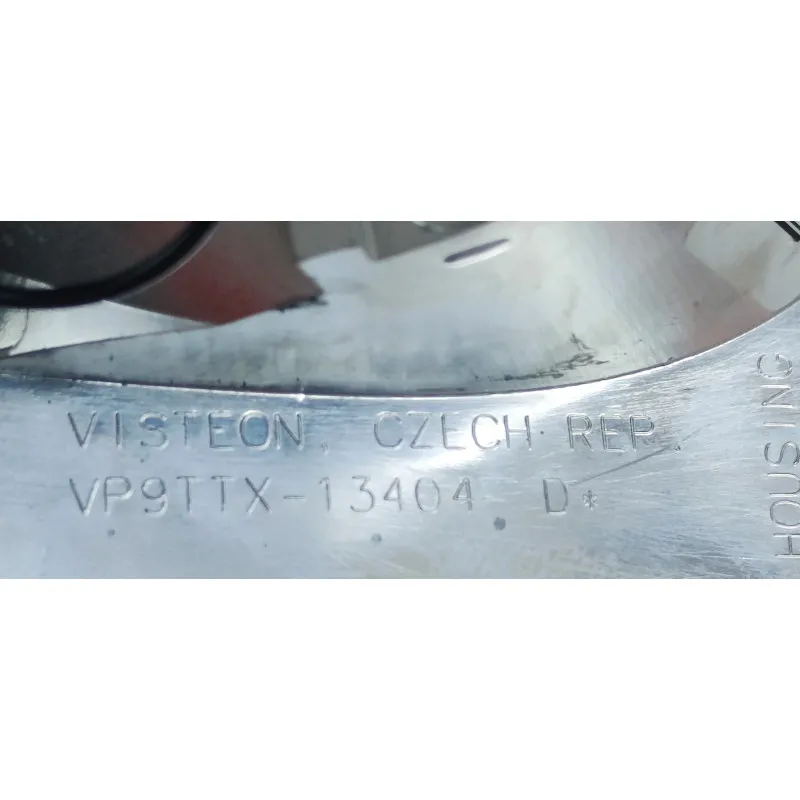 VISTEON, CZECH REP.
VP9TTX-13404 D*
HOUSING